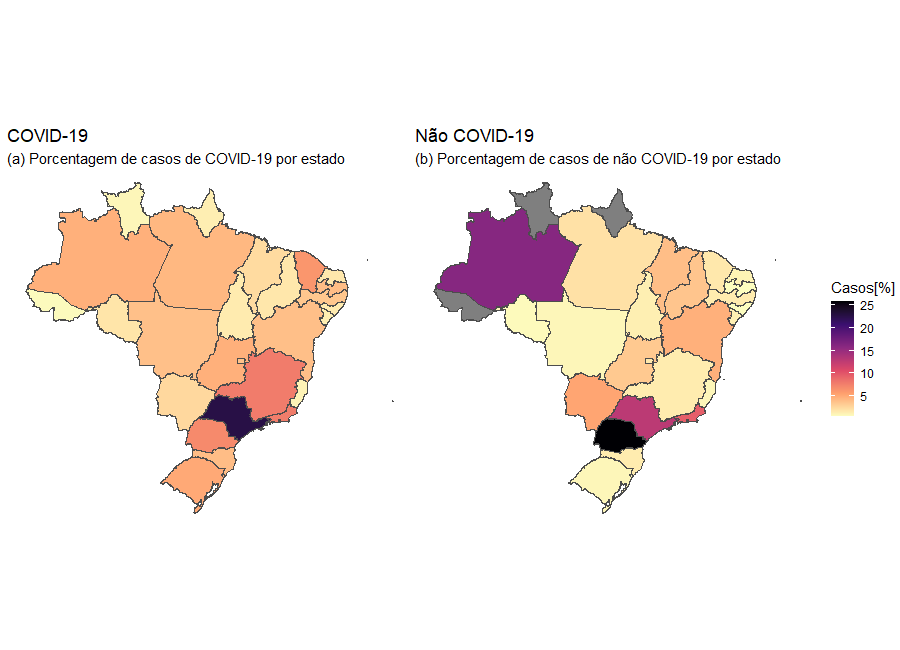 COVID-19
(a) Porcentagem de casos de COVID-19 por estado
Não COVID-19
(b) Porcentagem de casos de não COVID-19 por estado
Casos[%]
25
20
15
10
5